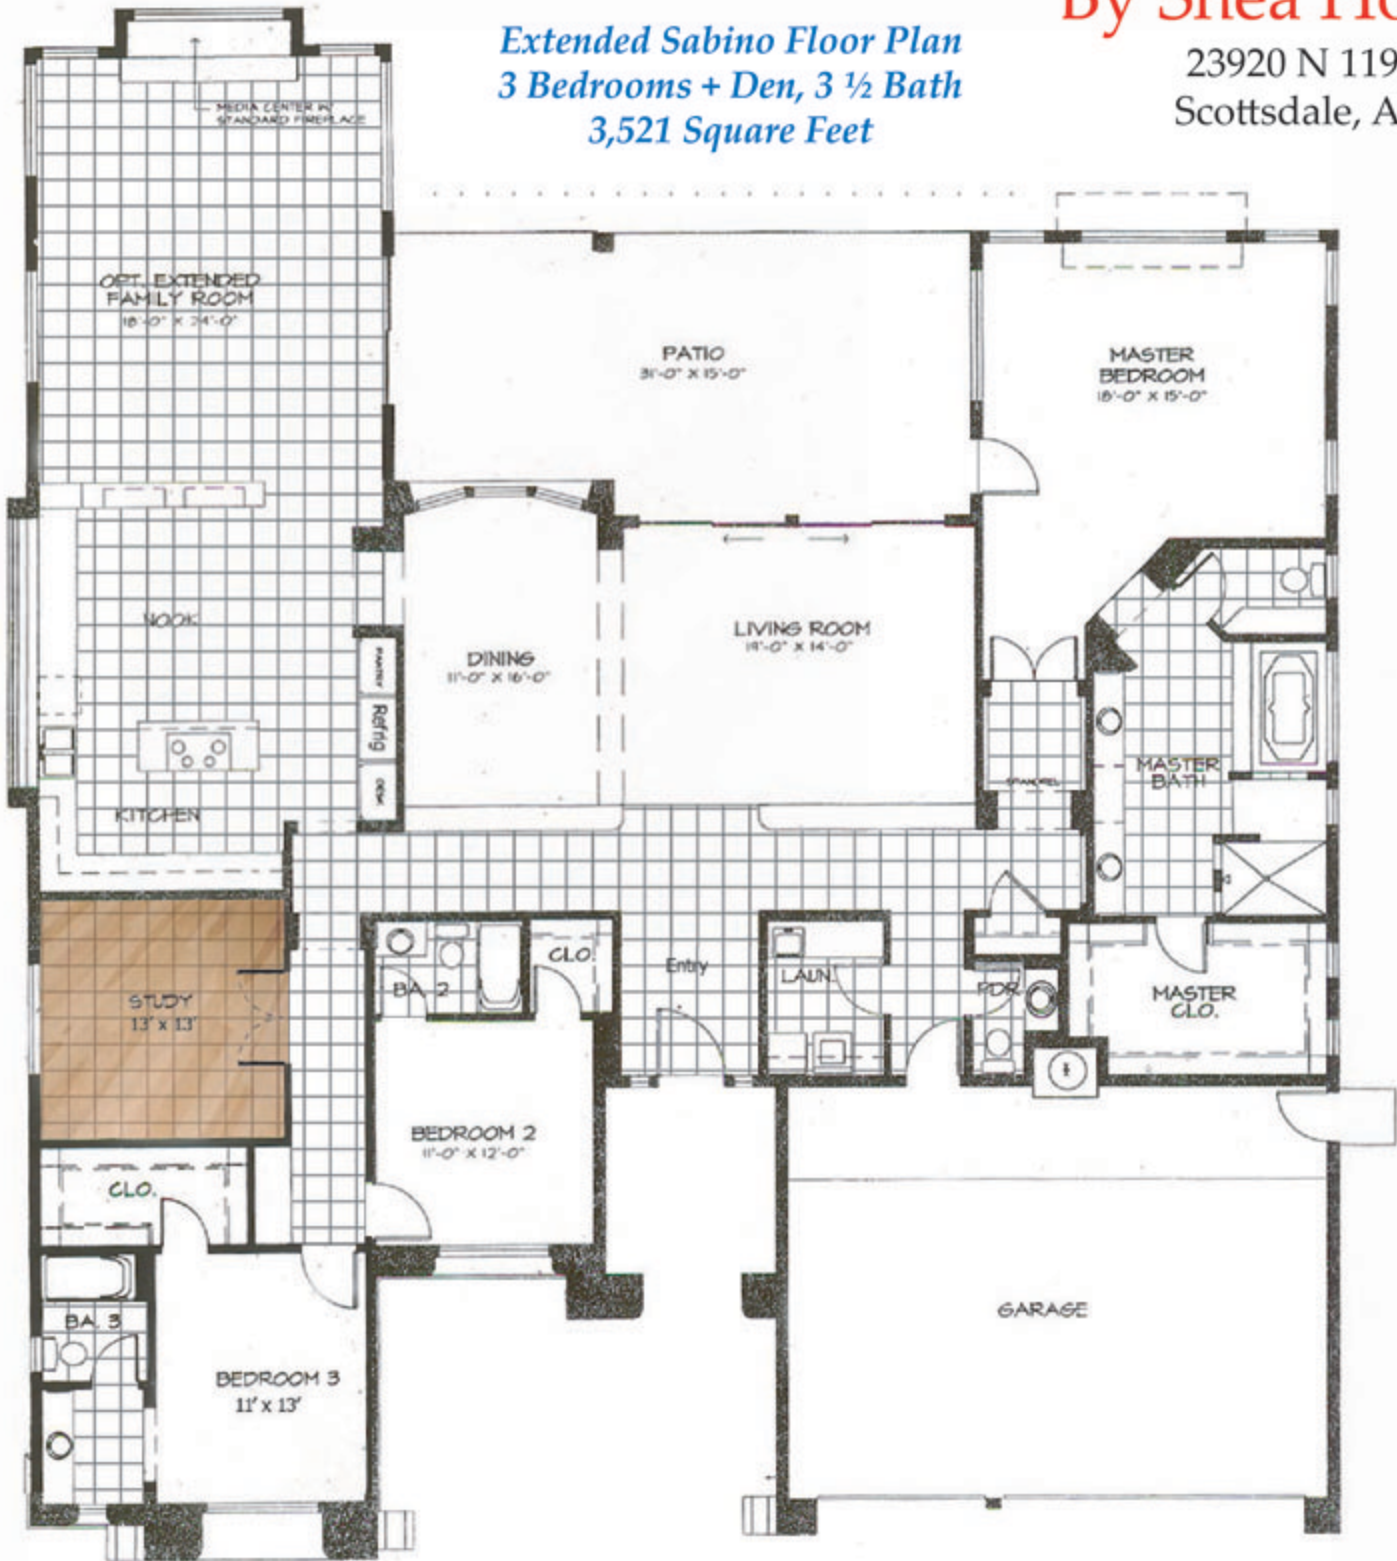 By Shea Ho
23920 N 119
Scottsdale, A
Extended Sabino Floor Plan
3 Bedrooms + Den, 3 ½ Bath
3,521 Square Feet
MEDIA CENTER W/
STANDARD FIREPLACE
OPT. EXTENDED
FAMILY ROOM
18'-0" X 24'-0"
PATIO
31'-0" X 15'-0"
MASTER
BEDROOM
18'-0" X 15'-0"
NOOK
DINING
11'-0" X 16'-0"
LIVING ROOM
19'-0" X 14'-0"
PANTRY
Refrig
DESK
KITCHEN
MASTER
BATH
STUDY
13' x 13'
BA. 2
CLO.
Entry
LAUN.
PDR.
MASTER
CLO.
BEDROOM 2
11'-0" X 12'-0"
CLO.
BA. 3
BEDROOM 3
11' x 13'
GARAGE